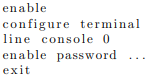 enable
configure terminal
line console 0
enable password ...
exit